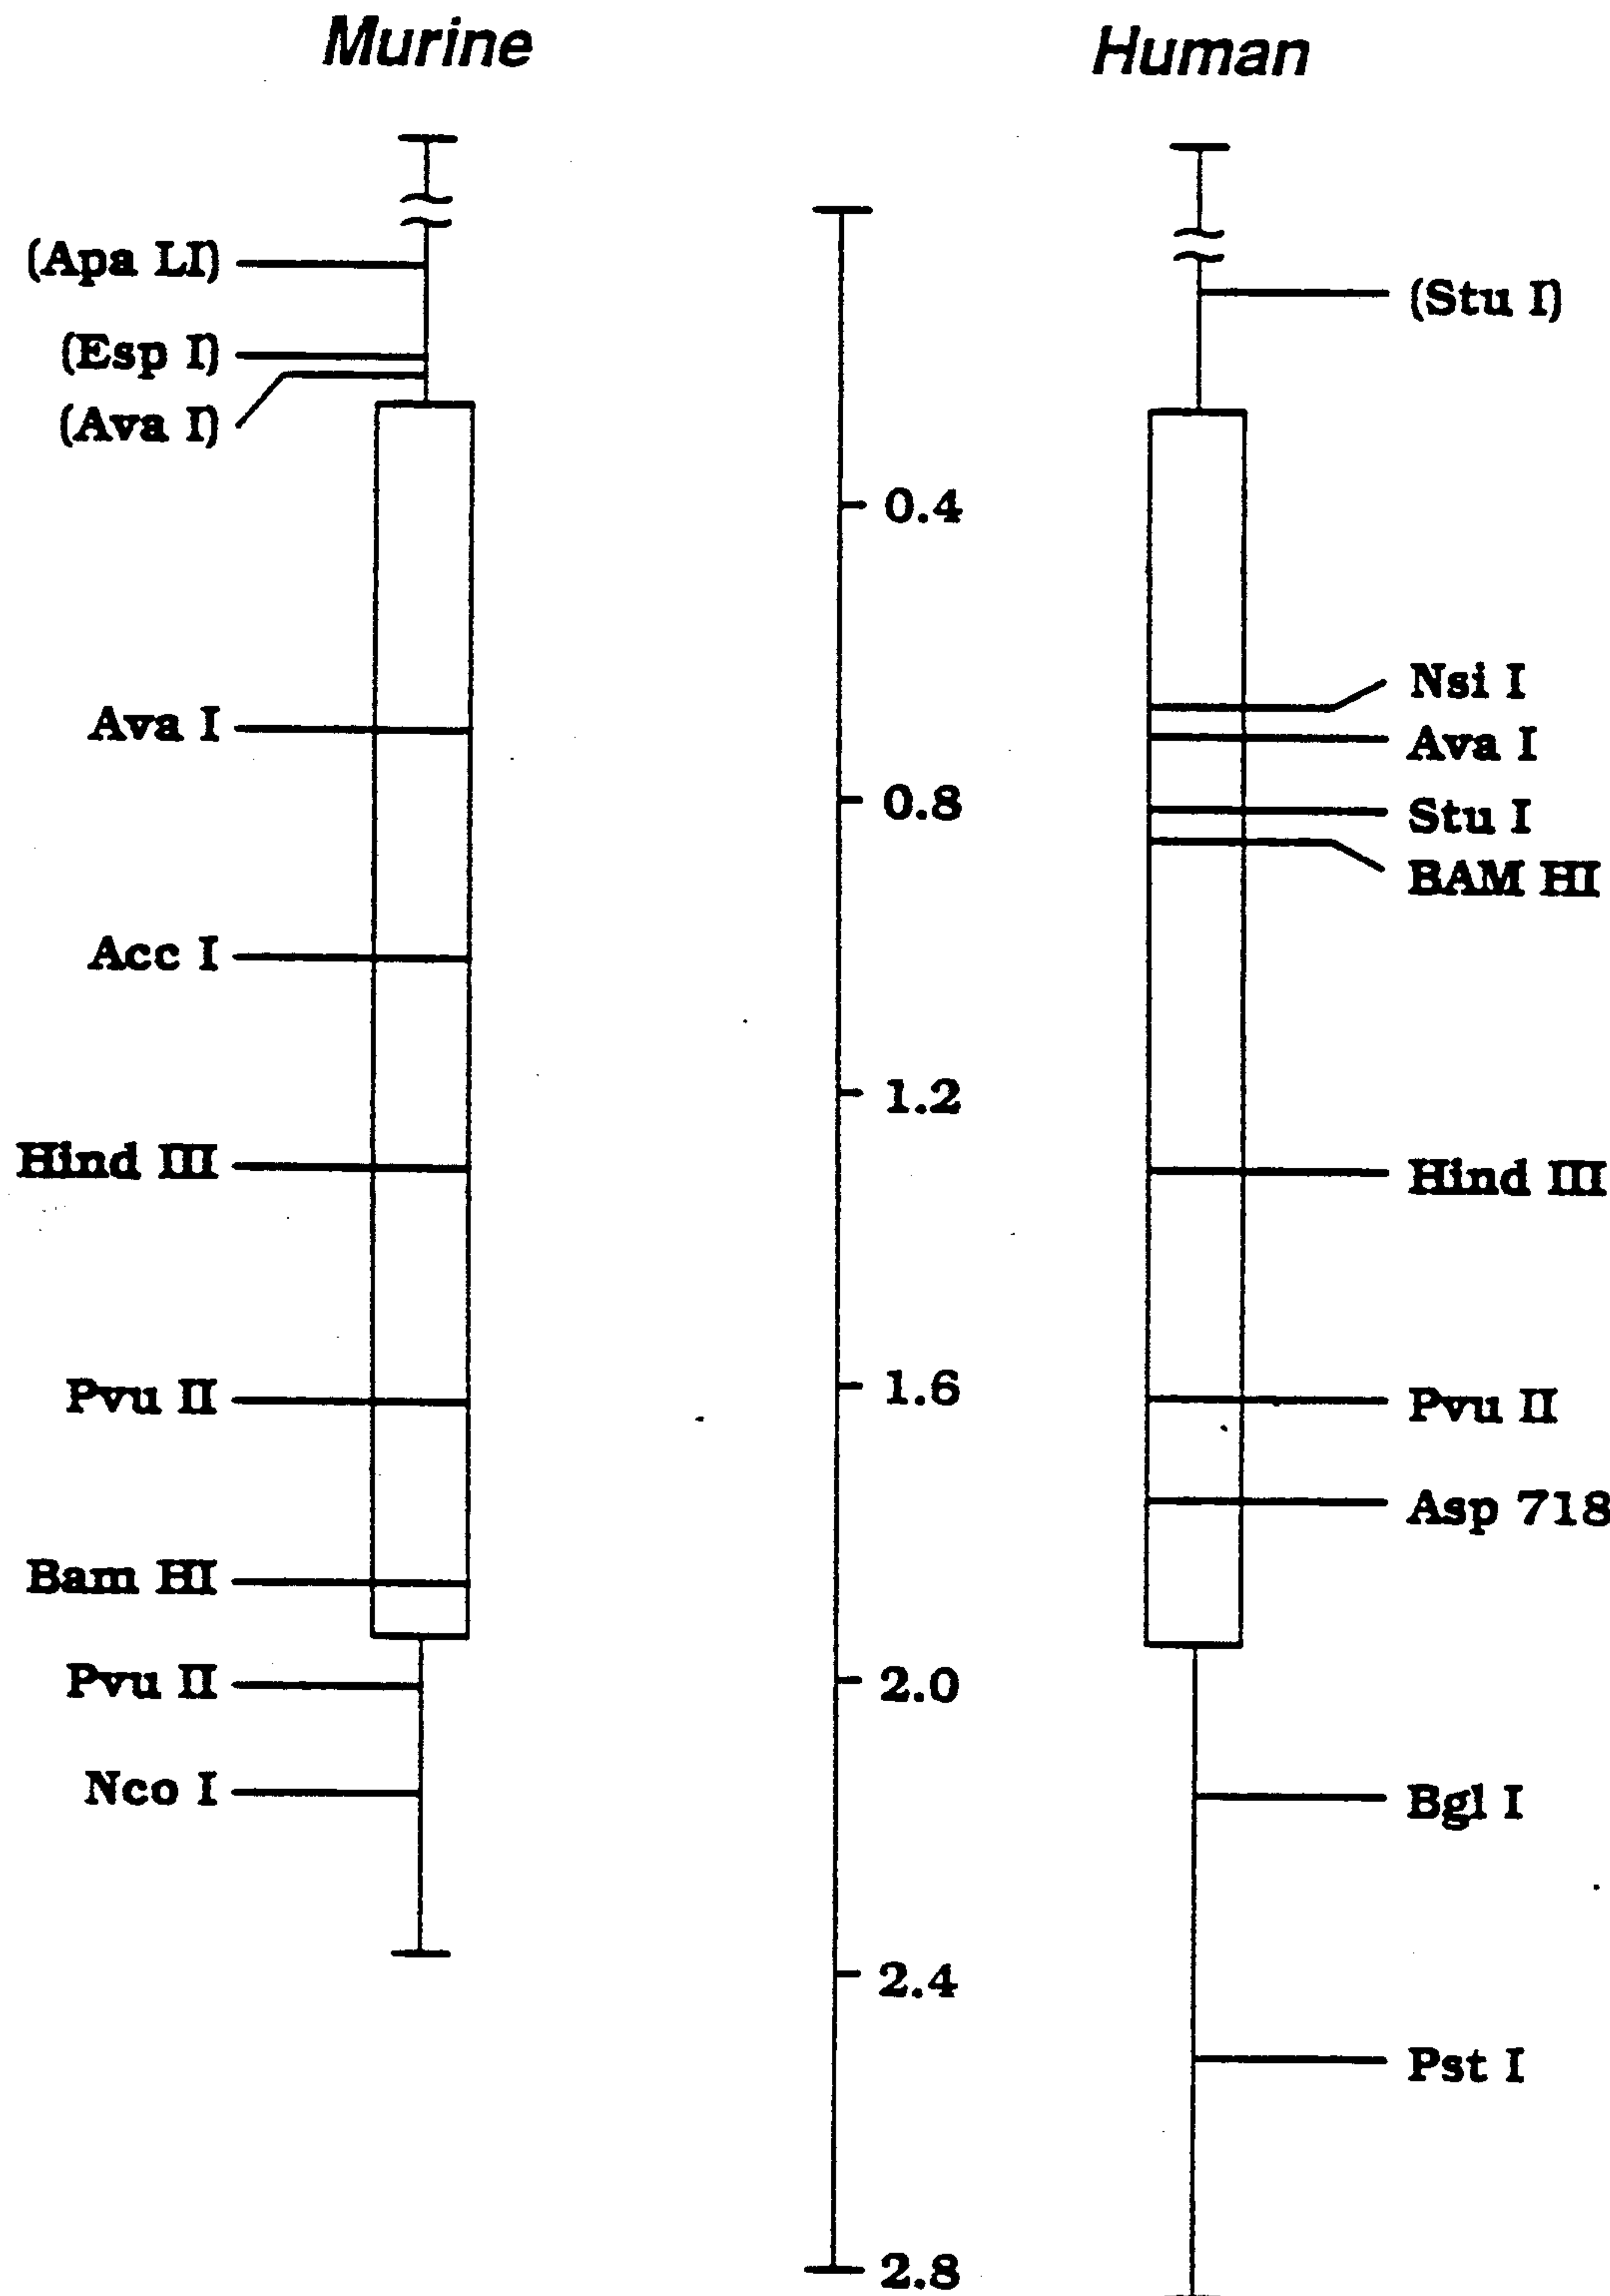 Murine
Human
(Apa LI)
(Esp I)
(Ava I)
Ava I
Acc I
Hind III
Pvu II
Bam HI
Pvu II
Nco I
0.4
0.8
1.2
1.6
2.0
2.4
2.8
(Stu I)
Nsi I
Ava I
Stu I
BAM HI
Hind III
Pvu II
Asp 718
Bgl I
Pst I